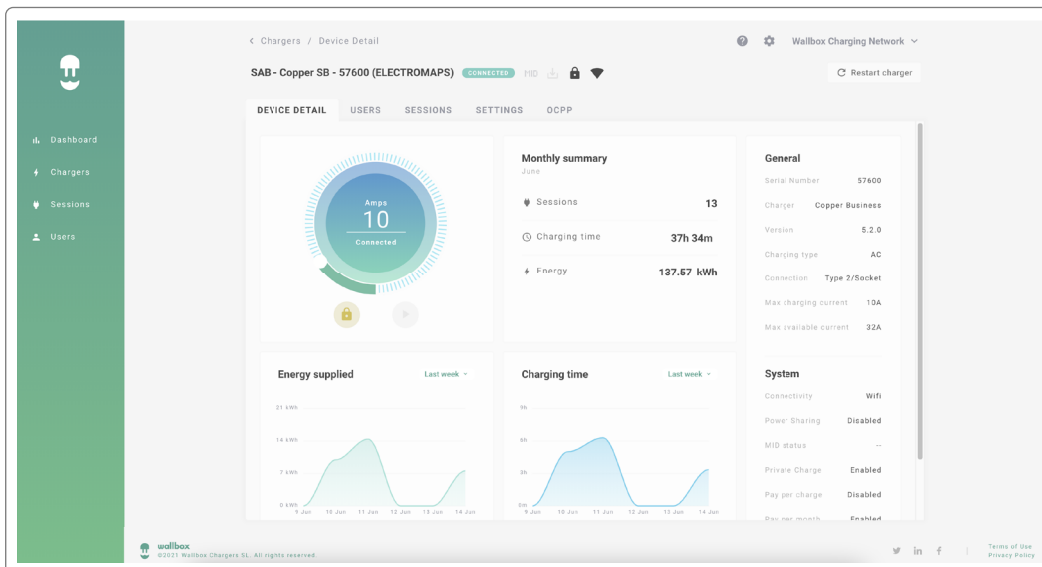 Chargers / Device Detail
Wallbox Charging Network
SAB - Copper SB - 57600 (ELECTROMAPS) CONNECTED MID
Restart charger
DEVICE DETAIL USERS SESSIONS SETTINGS OCPP
Dashboard
Chargers
Sessions
Users
Amps
10
Connected
Monthly summary
June
Sessions 13
Charging time 37h 34m
Energy 137.57 kWh
General
Serial Number 57600
Charger Copper Business
Version 5.2.0
Charging type AC
Connection Type 2/Socket
Max charging current 10A
Max available current 32A
System
Connectivity Wifi
Power Sharing Disabled
MID status --
Private Charge Enabled
Pay per charge Disabled
Pay per month Enabled
Energy supplied Last week
21 kWh
14 kWh
7 kWh
0 kWh
9 Jun 10 Jun 11 Jun 12 Jun 13 Jun 14 Jun
Charging time Last week
9h
6h
3h
0m
9 Jun 10 Jun 11 Jun 12 Jun 13 Jun 14 Jun
wallbox
©2021 Wallbox Chargers SL. All rights reserved.
Terms of Use
Privacy Policy